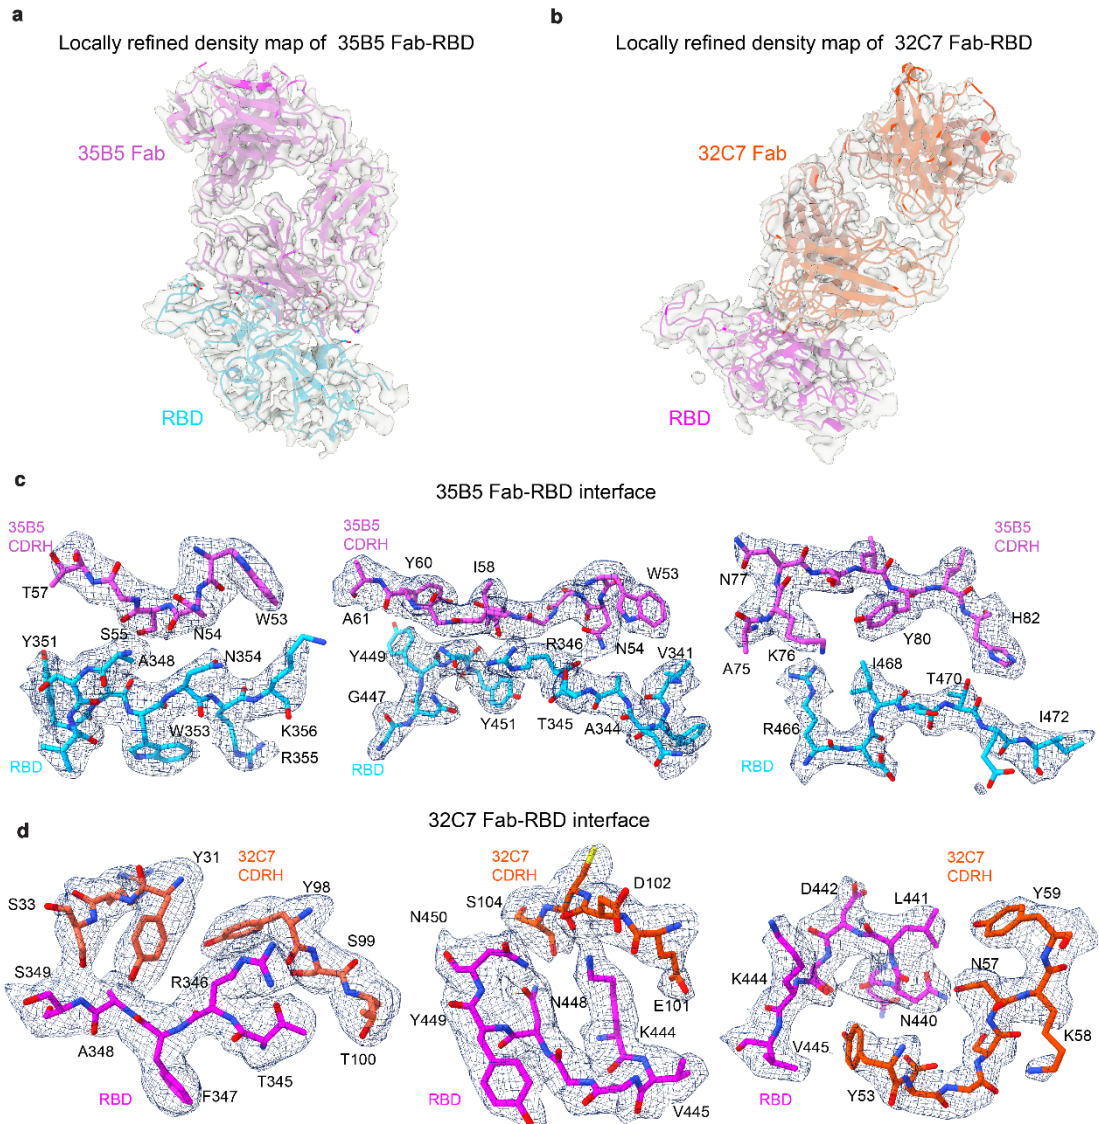 a
Locally refined density map of 35B5 Fab-RBD
35B5 Fab
RBD
b
Locally refined density map of 32C7 Fab-RBD
32C7 Fab
RBD
c
35B5 Fab-RBD interface
35B5
CDRH
T57
S55
N54
W53
Y351
A348
N354
W353
K356
R355
RBD
35B5
CDRH
Y60
I58
W53
A61
R346
N54
Y449
V341
G447
Y451
T345
A344
RBD
35B5
CDRH
N77
H82
Y80
A75
K76
I468
T470
R466
I472
RBD
d
32C7 Fab-RBD interface
Y31
32C7
CDRH
S33
Y98
S99
S349
R346
A348
T345
T100
F347
RBD
32C7
CDRH
D102
S104
N450
N448
E101
Y449
K444
RBD
V445
32C7
CDRH
D442
L441
Y59
K444
N57
N440
K58
V445
Y53
RBD